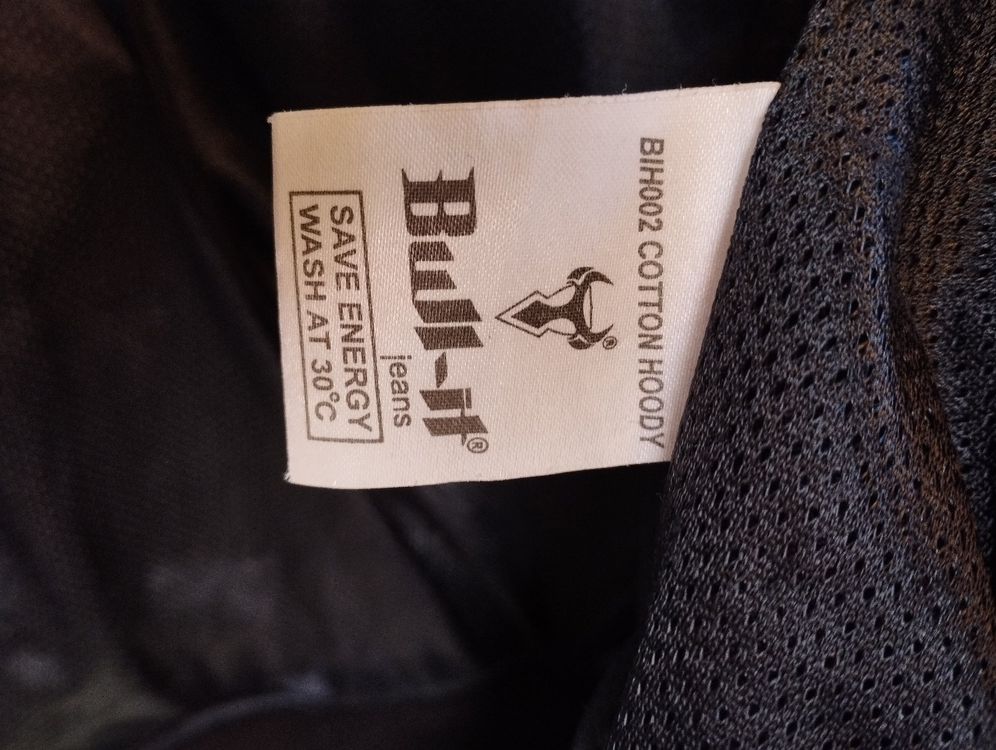 BIH002 COTTON HOODY
®
Bull-it®
jeans
SAVE ENERGY
WASH AT 30°C